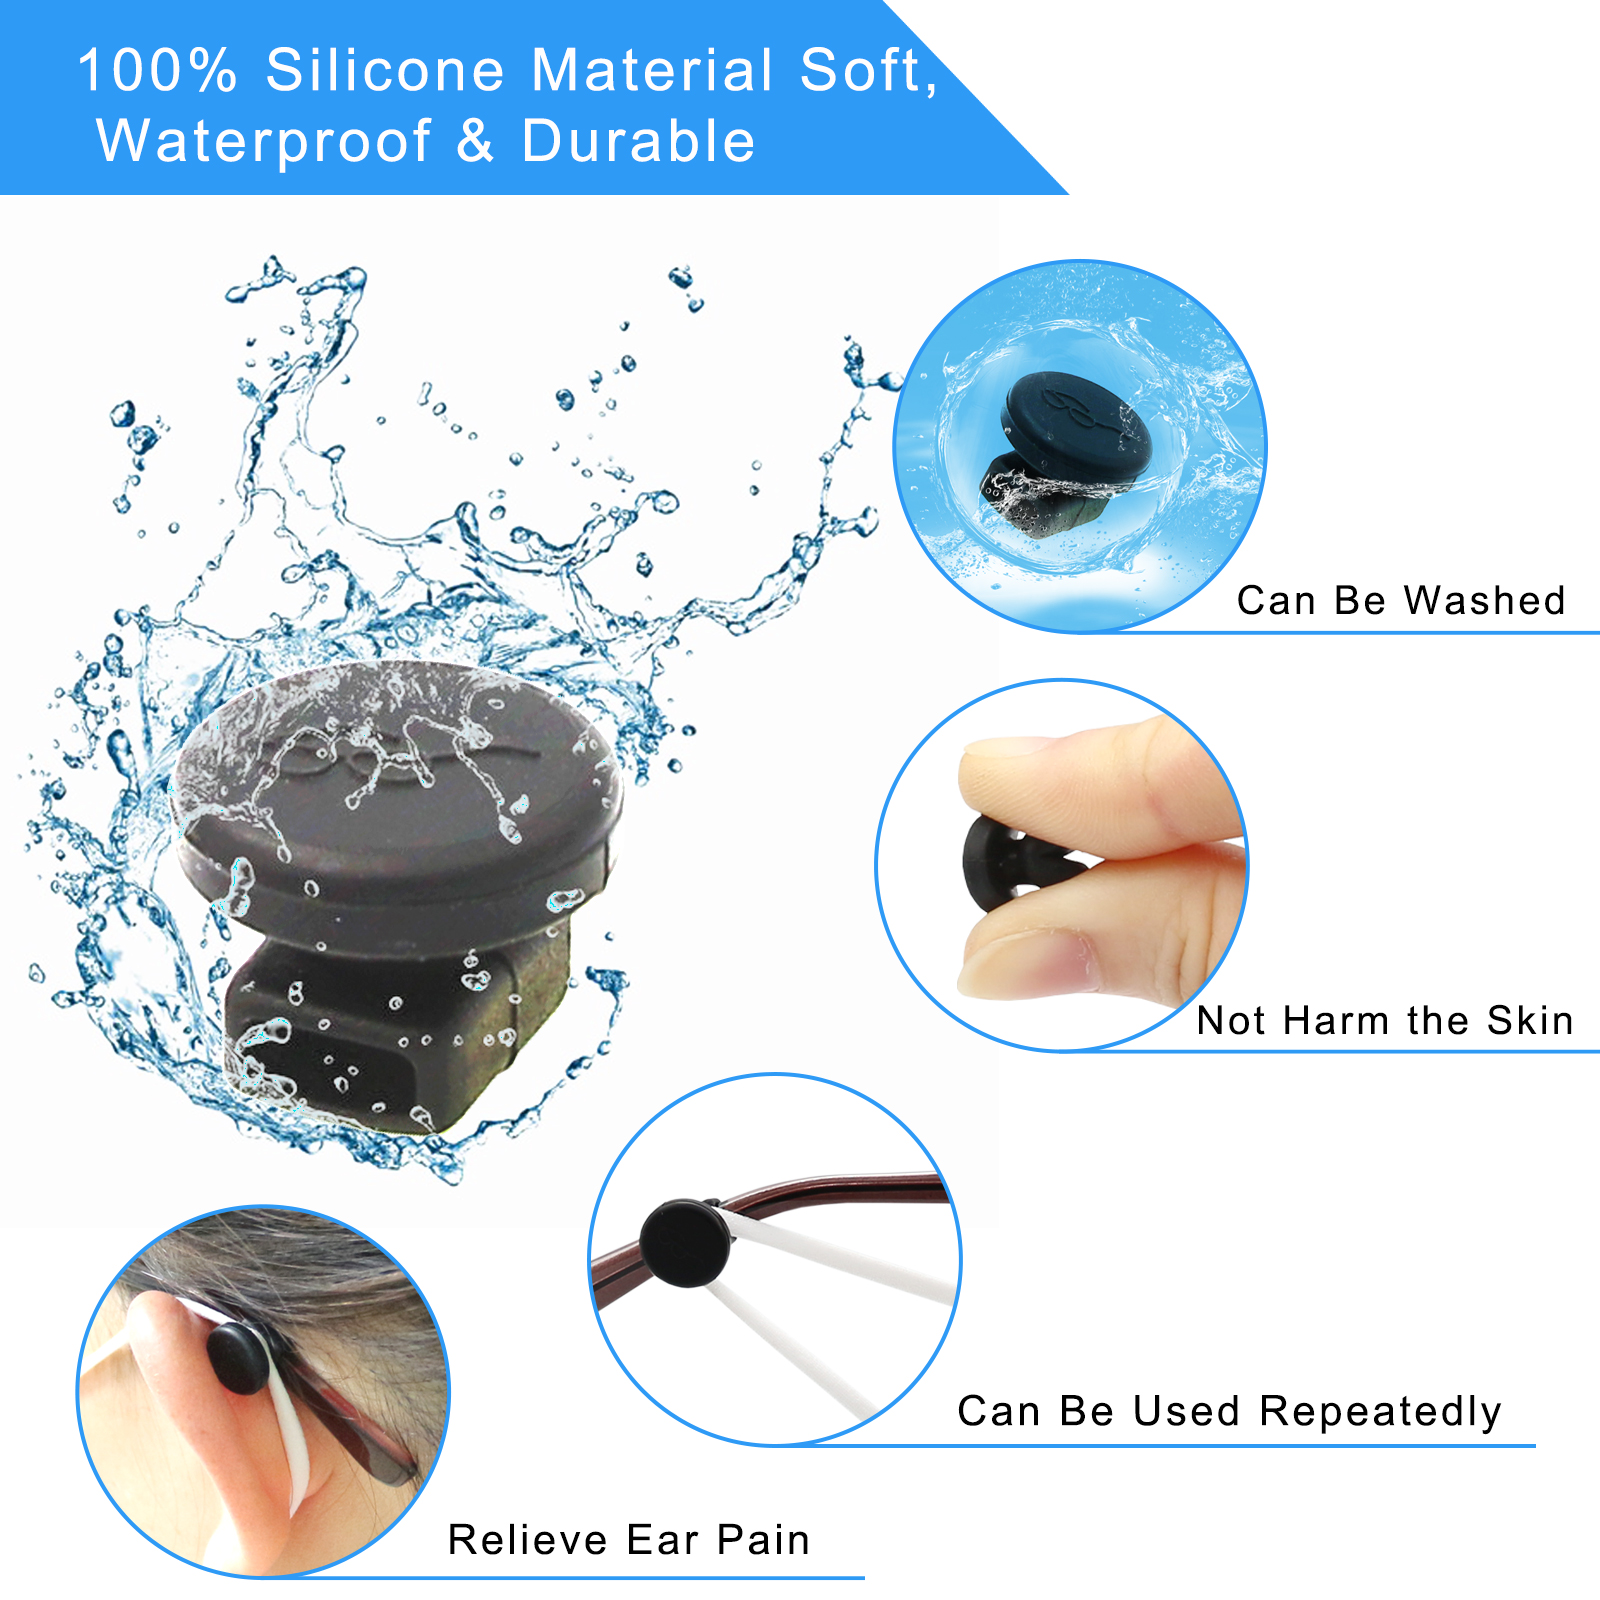 100% Silicone Material Soft,
Waterproof & Durable
Can Be Washed
Not Harm the Skin
Can Be Used Repeatedly
Relieve Ear Pain